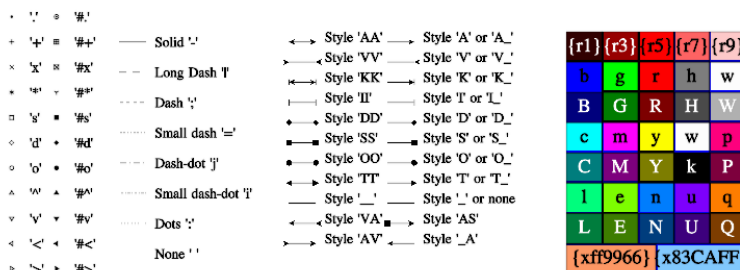 '.' '#.'
'+' '#+'
'x' '#x'
'*' '#*'
's' '#s'
'd' '#d'
'o' '#o'
'^' '#^'
'v' '#v'
'<' '#<'
'>' '#>'
Solid '-'
Long Dash '|'
Dash ';'
Small dash '='
Dash-dot 'j'
Small dash-dot 'i'
Dots ':'
None ' '
Style 'AA' Style 'A' or 'A_'
Style 'VV' Style 'V' or 'V_'
Style 'KK' Style 'K' or 'K_'
Style 'II' Style 'I' or 'I_'
Style 'DD' Style 'D' or 'D_'
Style 'SS' Style 'S' or 'S_'
Style 'OO' Style 'O' or 'O_'
Style 'TT' Style 'T' or 'T_'
Style '__' Style '_' or none
Style 'VA' Style 'AS'
Style 'AV' Style '_A'
{r1} {r3} {r5} {r7} {r9}
b g r h w
B G R H W
c m y w p
C M Y k P
l e n u q
L E N U Q
{xff9966} {x83CAFF